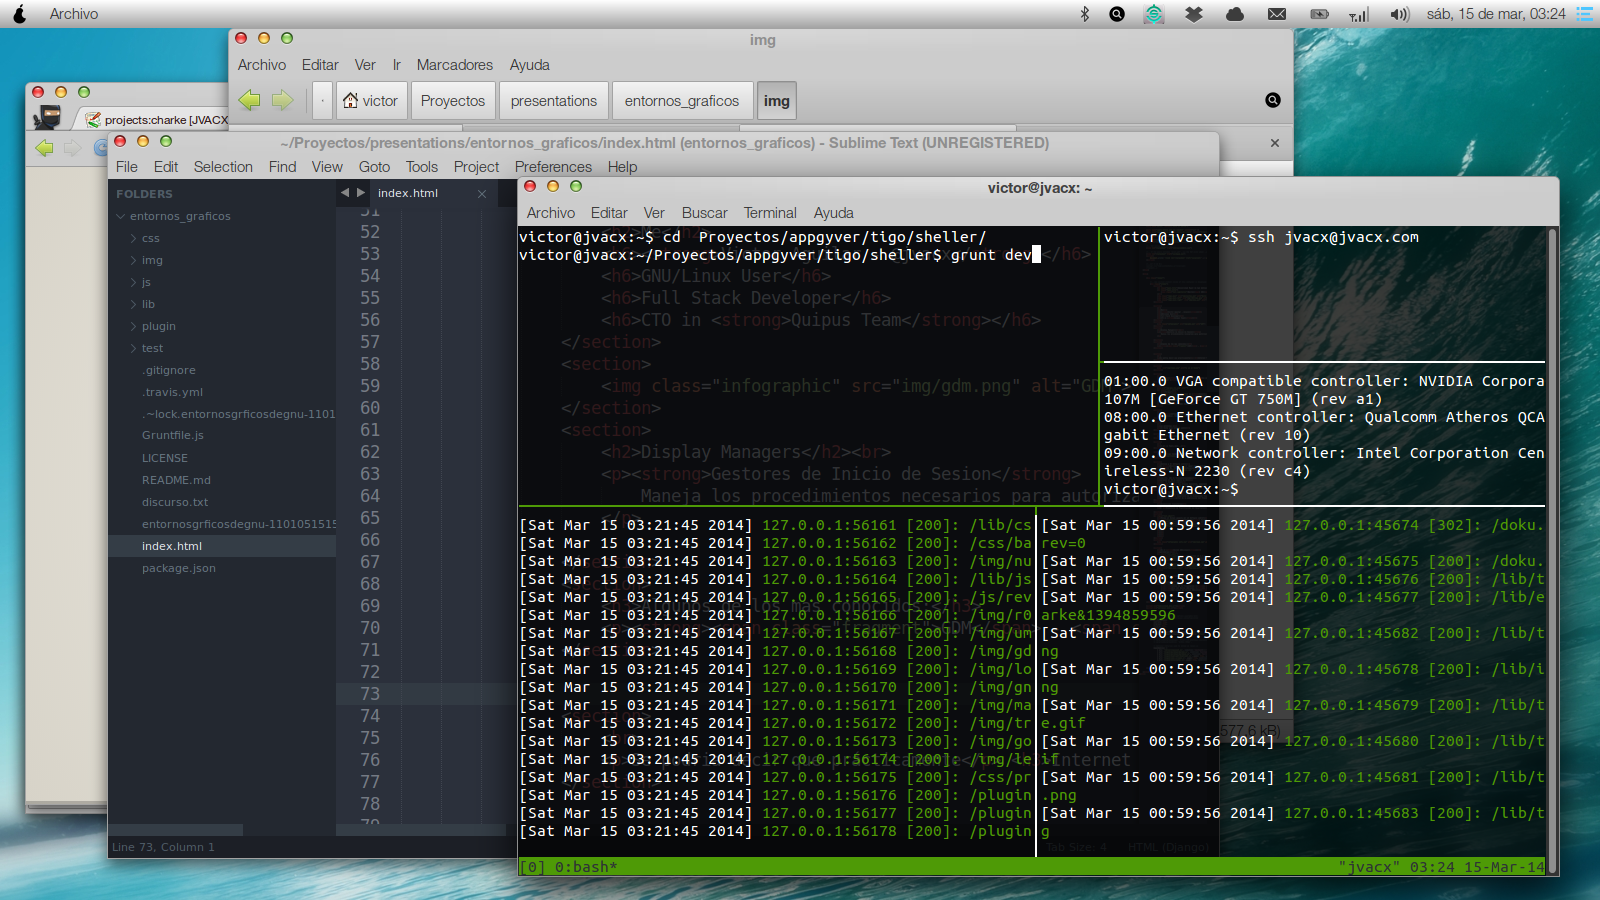 Archivo
sáb, 15 de mar, 03:24
img
Archivo Editar Ver Ir Marcadores Ayuda
victor Proyectos presentations entornos_graficos img
projects:charke [JVACX
~/Proyectos/presentations/entornos_graficos/index.html (entornos_graficos) - Sublime Text (UNREGISTERED)
File Edit Selection Find View Goto Tools Project Preferences Help
FOLDERS
entornos_graficos
css
img
js
lib
plugin
test
.gitignore
.travis.yml
.~lock.entornosgrficosdegnu-1101
Gruntfile.js
LICENSE
README.md
discurso.txt
entornosgrficosdegnu-1101051515
index.html
package.json
index.html
51
52
53
54
55
56
57
58
59
60
61
62
63
64
65
66
67
68
69
70
71
72
73
74
75
76
77
78
79
<h6>GNU/Linux User</h6>
<h6>Full Stack Developer</h6>
<h6>CTO in <strong>Quipus Team</strong></h6>
</section>
<section>
<img class="infographic" src="img/gdm.png" alt="GD
</section>
<section>
<h2>Display Managers</h2><br>
<p><strong>Gestores de Inicio de Sesion</strong>
Maneja los procedimientos necesarios para autoriza
Line 73, Column 1
Tab Size: 4 HTML (Django)
577,6 kB)
victor@jvacx: ~
Archivo Editar Ver Buscar Terminal Ayuda
victor@jvacx:~$ cd  Proyectos/appgyver/tigo/sheller/
victor@jvacx:~/Proyectos/appgyver/tigo/sheller$ grunt dev
victor@jvacx:~$ ssh jvacx@jvacx.com
01:00.0 VGA compatible controller: NVIDIA Corpora
107M [GeForce GT 750M] (rev a1)
08:00.0 Ethernet controller: Qualcomm Atheros QCA
gabit Ethernet (rev 10)
09:00.0 Network controller: Intel Corporation Cen
ireless-N 2230 (rev c4)
victor@jvacx:~$
[Sat Mar 15 03:21:45 2014] 127.0.0.1:56161 [200]: /lib/cs
[Sat Mar 15 03:21:45 2014] 127.0.0.1:56162 [200]: /css/ba
[Sat Mar 15 03:21:45 2014] 127.0.0.1:56163 [200]: /img/nu
[Sat Mar 15 03:21:45 2014] 127.0.0.1:56164 [200]: /lib/js
[Sat Mar 15 03:21:45 2014] 127.0.0.1:56165 [200]: /js/rev
[Sat Mar 15 03:21:45 2014] 127.0.0.1:56166 [200]: /img/r0
[Sat Mar 15 03:21:45 2014] 127.0.0.1:56167 [200]: /img/um
[Sat Mar 15 03:21:45 2014] 127.0.0.1:56168 [200]: /img/gd
[Sat Mar 15 03:21:45 2014] 127.0.0.1:56169 [200]: /img/lo
[Sat Mar 15 03:21:45 2014] 127.0.0.1:56170 [200]: /img/gn
[Sat Mar 15 03:21:45 2014] 127.0.0.1:56171 [200]: /img/ma
[Sat Mar 15 03:21:45 2014] 127.0.0.1:56172 [200]: /img/tr
[Sat Mar 15 03:21:45 2014] 127.0.0.1:56173 [200]: /img/go
[Sat Mar 15 03:21:45 2014] 127.0.0.1:56174 [200]: /img/le
[Sat Mar 15 03:21:45 2014] 127.0.0.1:56175 [200]: /css/pr
[Sat Mar 15 03:21:45 2014] 127.0.0.1:56176 [200]: /plugin
[Sat Mar 15 03:21:45 2014] 127.0.0.1:56177 [200]: /plugin
[Sat Mar 15 03:21:45 2014] 127.0.0.1:56178 [200]: /plugin
[Sat Mar 15 00:59:56 2014] 127.0.0.1:45674 [302]: /doku.
rev=0
[Sat Mar 15 00:59:56 2014] 127.0.0.1:45675 [200]: /doku.
[Sat Mar 15 00:59:56 2014] 127.0.0.1:45676 [200]: /lib/t
[Sat Mar 15 00:59:56 2014] 127.0.0.1:45677 [200]: /lib/e
arke&1394859596
[Sat Mar 15 00:59:56 2014] 127.0.0.1:45682 [200]: /lib/t
ng
[Sat Mar 15 00:59:56 2014] 127.0.0.1:45678 [200]: /lib/i
ng
[Sat Mar 15 00:59:56 2014] 127.0.0.1:45679 [200]: /lib/t
e.gif
[Sat Mar 15 00:59:56 2014] 127.0.0.1:45680 [200]: /lib/t
if
[Sat Mar 15 00:59:56 2014] 127.0.0.1:45681 [200]: /lib/t
.png
[Sat Mar 15 00:59:56 2014] 127.0.0.1:45683 [200]: /lib/t
g
[0] 0:bash*
"jvacx" 03:24 15-Mar-14